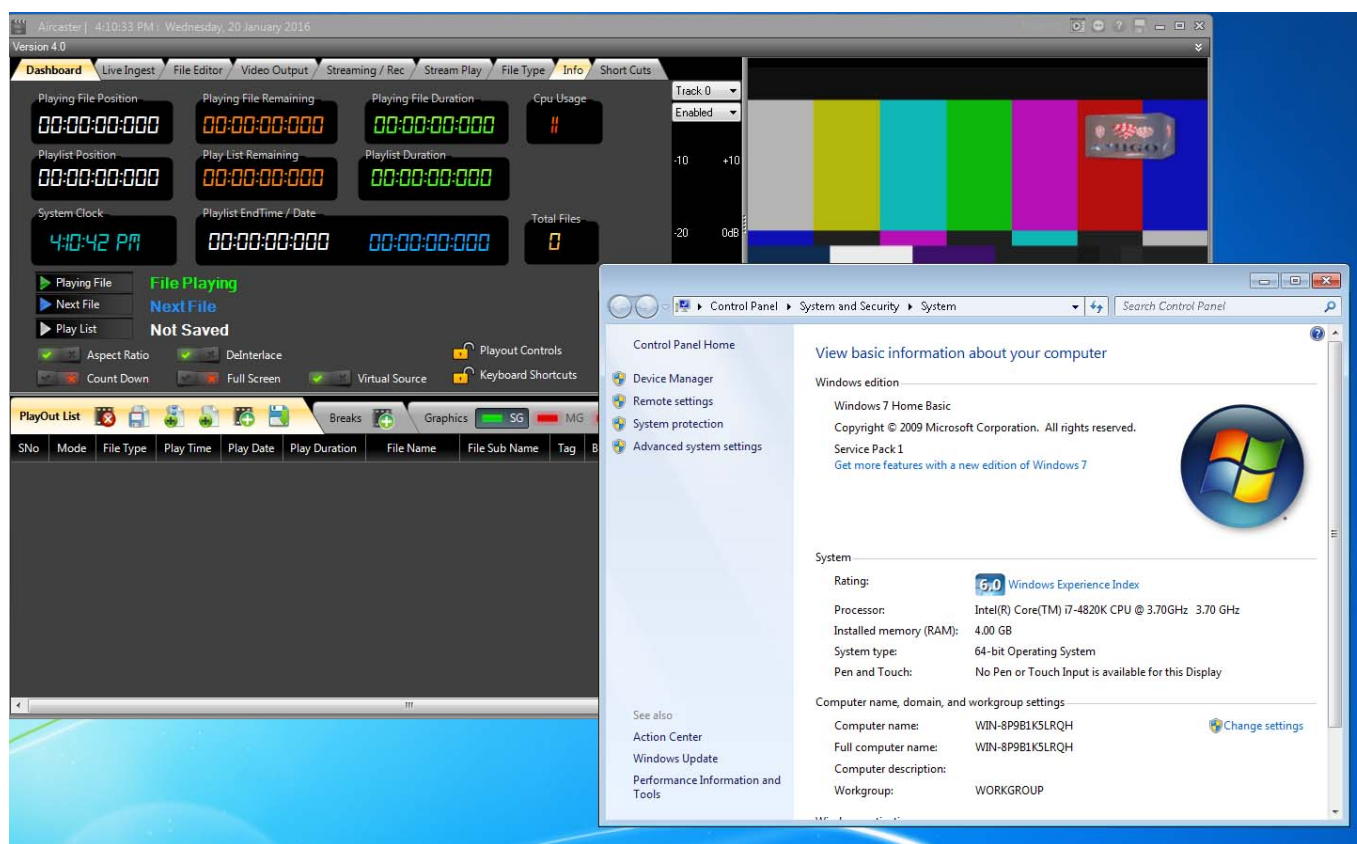 Aircaster | 4:10:33 PM : Wednesday, 20 January 2016
Version 4.0
Dashboard Live Ingest File Editor Video Output Streaming / Rec Stream Play File Type Info Short Cuts
Playing File Position Playing File Remaining Playing File Duration Cpu Usage
00:00:00:000 00:00:00:000 00:00:00:000 11
Playlist Position Play List Remaining Playlist Duration
00:00:00:000 00:00:00:000 00:00:00:000
System Clock Playlist EndTime / Date Total Files
4:10:42 PM 00:00:00:000 00:00:00:000 0
Playing File File Playing
Next File Next File
Play List Not Saved
Aspect Ratio DeInterlace Playout Controls
Count Down Full Screen Virtual Source Keyboard Shortcuts
Track 0
Enabled
-10 +10
-20 0dB
AMIGO
PlayOut List Breaks Graphics SG MG
SNo Mode File Type Play Time Play Date Play Duration File Name File Sub Name Tag B
Control Panel System and Security System Search Control Panel
Control Panel Home
Device Manager
Remote settings
System protection
Advanced system settings
See also
Action Center
Windows Update
Performance Information and
Tools
View basic information about your computer
Windows edition
Windows 7 Home Basic
Copyright © 2009 Microsoft Corporation. All rights reserved.
Service Pack 1
Get more features with a new edition of Windows 7
System
Rating: 6,0 Windows Experience Index
Processor: Intel(R) Core(TM) i7-4820K CPU @ 3.70GHz 3.70 GHz
Installed memory (RAM): 4.00 GB
System type: 64-bit Operating System
Pen and Touch: No Pen or Touch Input is available for this Display
Computer name, domain, and workgroup settings
Computer name: WIN-8P9B1K5LRQH Change settings
Full computer name: WIN-8P9B1K5LRQH
Computer description:
Workgroup: WORKGROUP